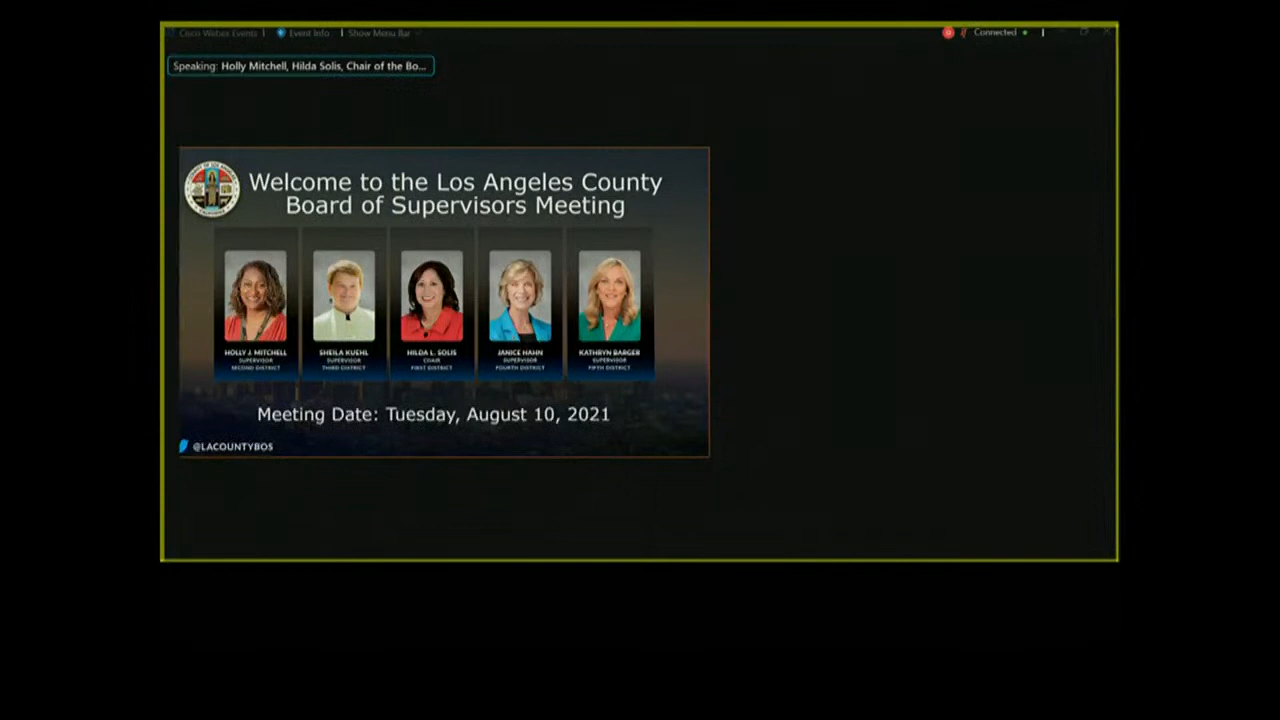 Cisco Webex Events
Event Info
Show Menu Bar
Connected
Speaking: Holly Mitchell, Hilda Solis, Chair of the Bo...
Welcome to the Los Angeles County
Board of Supervisors Meeting
HOLLY J. MITCHELL
SUPERVISOR
SECOND DISTRICT
SHEILA KUEHL
SUPERVISOR
THIRD DISTRICT
HILDA L. SOLIS
CHAIR
FIRST DISTRICT
JANICE HAHN
SUPERVISOR
FOURTH DISTRICT
KATHRYN BARGER
SUPERVISOR
FIFTH DISTRICT
Meeting Date: Tuesday, August 10, 2021
@LACOUNTYBOS